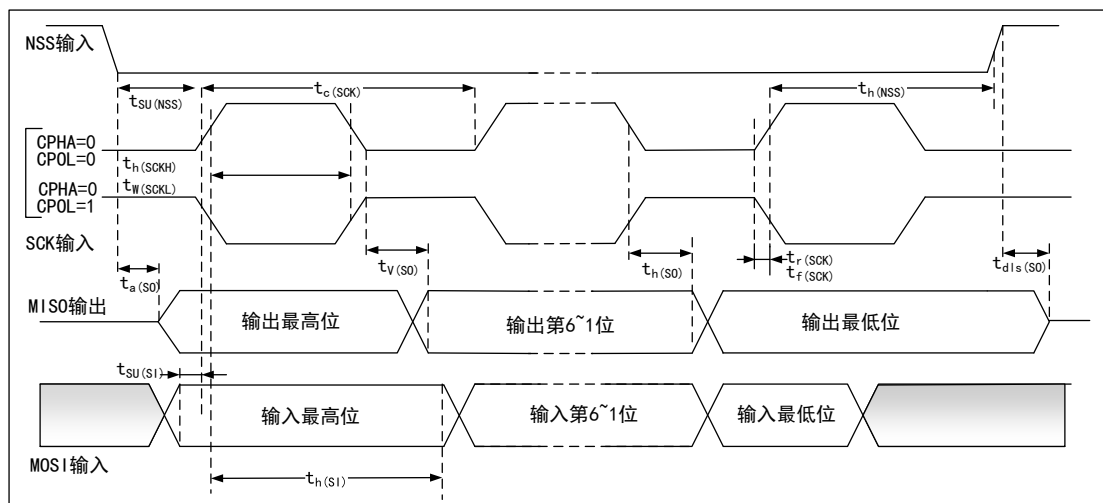 NSS输入
tSU(NSS)
tc(SCK)
th(NSS)
CPHA=0
CPOL=0
th(SCKH)
CPHA=0
tW(SCKL)
CPOL=1
SCK输入
ta(SO)
tV(SO)
th(SO)
tr(SCK)
tf(SCK)
tdls(SO)
MISO输出
输出最高位
输出第6~1位
输出最低位
tSU(SI)
输入最高位
输入第6~1位
输入最低位
MOSI输入
th(SI)